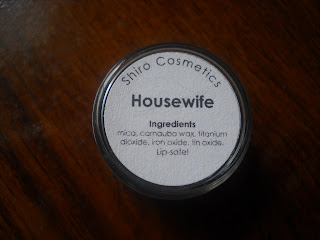 Shiro Cosmetics
Housewife
Ingredients
mica, carnauba wax, titanium
dioxide, iron oxide, tin oxide.
Lip-safe!